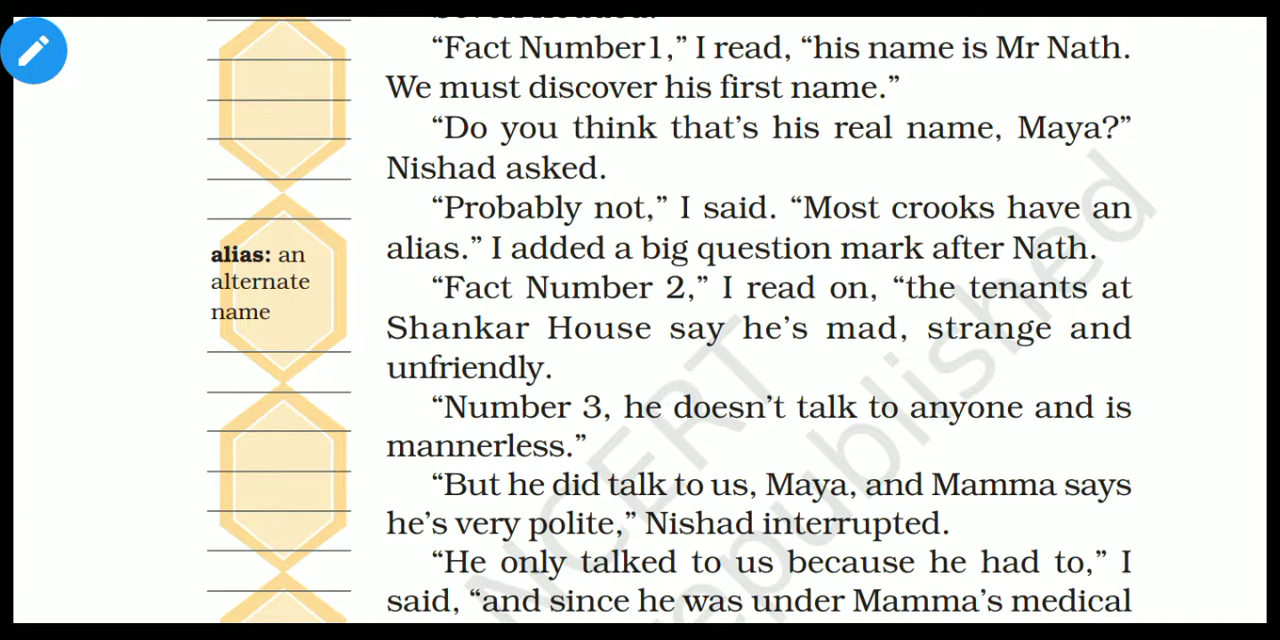 “Fact Number1,” I read, “his name is Mr Nath.
We must discover his first name.”
“Do you think that’s his real name, Maya?”
Nishad asked.
“Probably not,” I said. “Most crooks have an
alias.” I added a big question mark after Nath.
alias: an
alternate
name
“Fact Number 2,” I read on, “the tenants at
Shankar House say he’s mad, strange and
unfriendly.
“Number 3, he doesn’t talk to anyone and is
mannerless.”
“But he did talk to us, Maya, and Mamma says
he’s very polite,” Nishad interrupted.
“He only talked to us because he had to,” I
said, “and since he was under Mamma’s medical
NCERT
republished